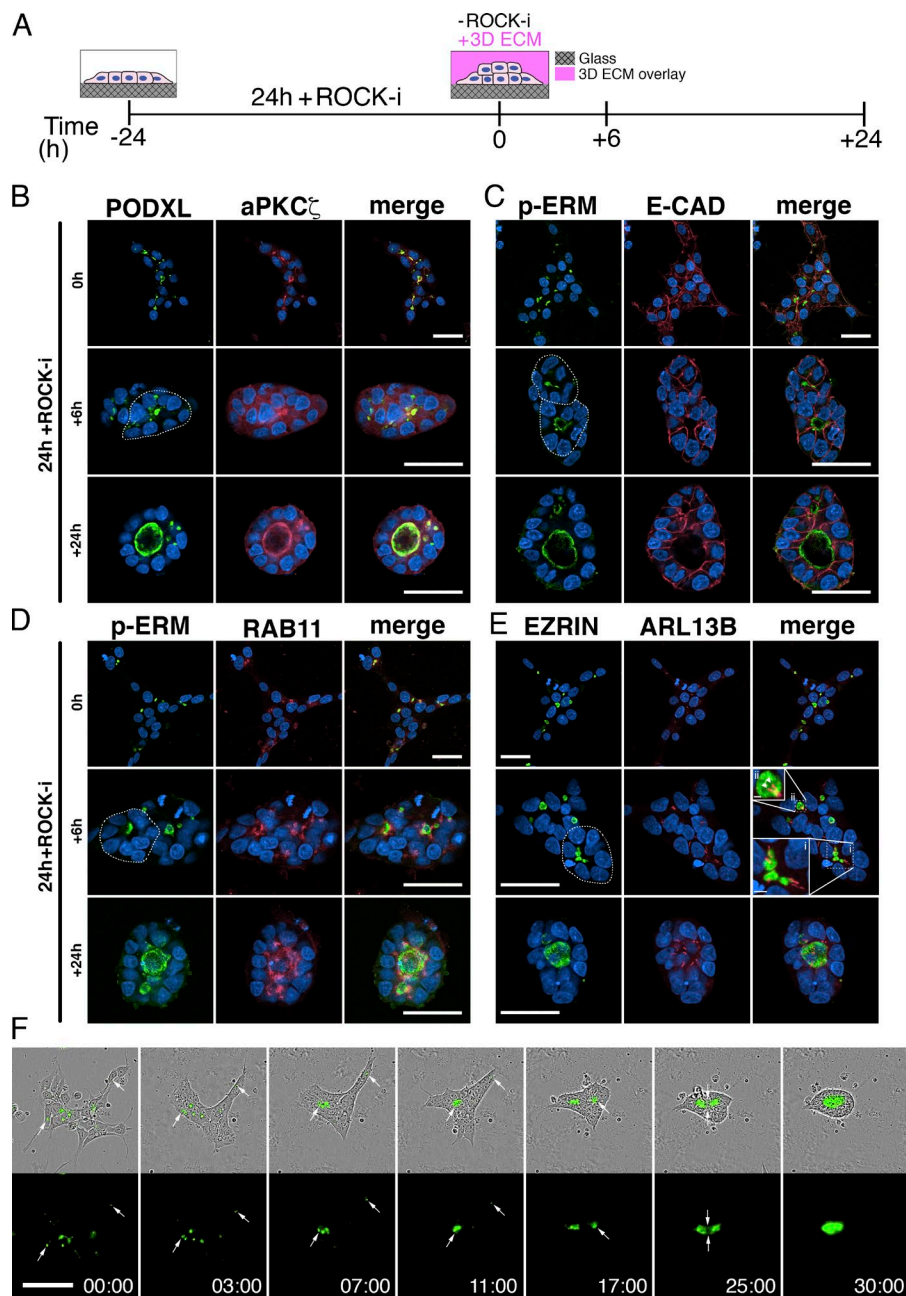 A
-ROCK-i
+3D ECM
Glass
3D ECM overlay
24h +ROCK-i
Time
(h)
-24
0
+6
+24
B
PODXL
aPKCζ
merge
24h +ROCK-i
0h
+6h
+24h
C
p-ERM
E-CAD
merge
D
p-ERM
RAB11
merge
24h+ROCK-i
0h
+6h
+24h
E
EZRIN
ARL13B
merge
ii
ii
i
i
F
00:00
03:00
07:00
11:00
17:00
25:00
30:00